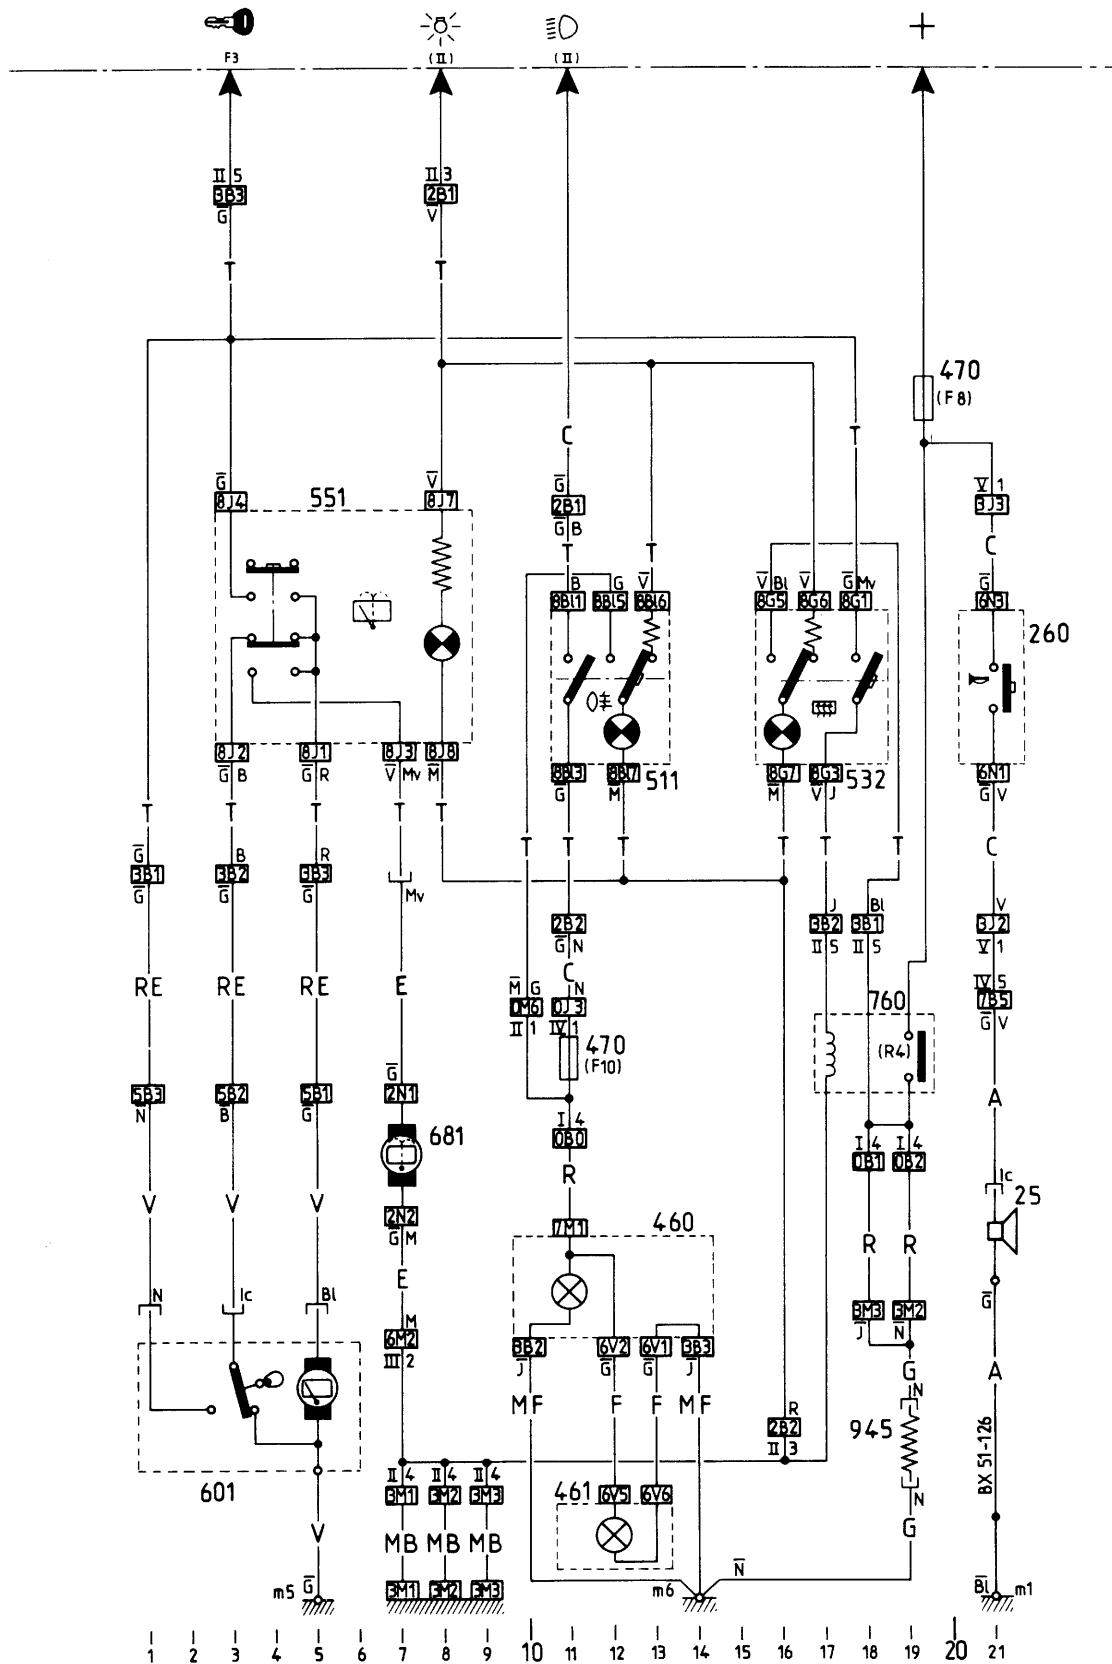 +
F3 (II) (II)
II 5 II 3
3B3 2B1
G̅ V̅
T T
470
(F8)
C T
G̅ V̅ G̅ V̅ 1
8J4 551 8J7 2B1 3J3
G̅ B C
T T
B G V̅ V̅ Bl V̅ G̅ Mv G̅
8Bl1 8Bl5 8Bl6 8G5 8G6 8G1 6N3
260
8J2 8J1 8J3 8J8 8Bl3 8Bl7 511 8G7 8G3 532 6N1
G̅ B G̅ R V̅ Mv M̅ G̅ M̅ M̅ V̅ J G̅ V
T T T T T T T T T T C
G̅ B R
3B1 3B2 3B3
G̅ G̅ G̅ Mv
J Bl V
2B2 3B2 3B1 3J2
G̅ N II 5 II 5 V̅ 1
RE RE RE E C
M̅ G N IV 5
0M6 0J3 760 7B5
II 1 IV 1 G̅ V
470
(F10) (R4)
G̅
5B3 5B2 5B1 2N1 A
N̅ B̅ G̅
I 4 I 4 I 4
681 0B0 0B1 0B2
R
V V V 2N2 7M1 460 Ic 25
G̅ M
E R R
N Ic Bl G̅
M 3M3 3M2
6M2 3B2 6V2 6V1 3B3 J̅ N̅
III 2 J̅ G̅ G̅ J̅
G
N
MF F F MF A
R
2B2 945
II 3
BX 51-126
601 II 4 II 4 II 4 461 N
3M1 3M2 3M3 6V5 6V6
V MB MB MB G
N̅
m5 G̅ 3M1 3M2 3M3 m6 B̅l̅ m1
1 2 3 4 5 6 7 8 9 10 11 12 13 14 15 16 17 18 19 20 21